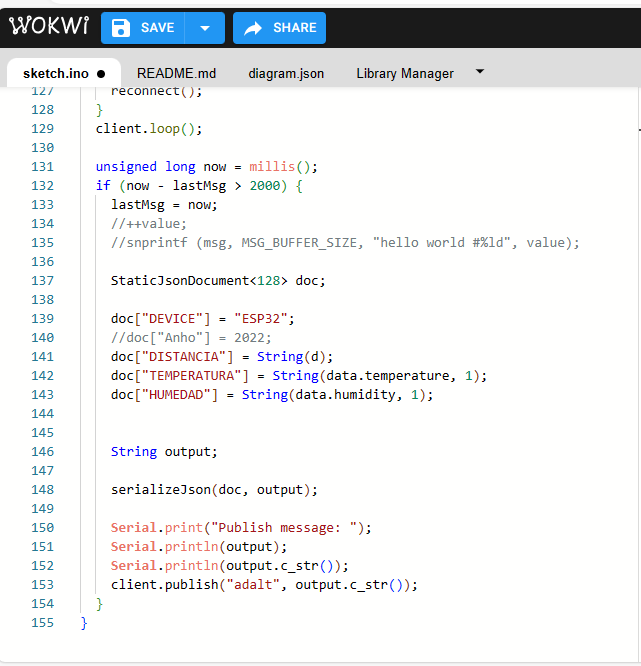 WOKWI SAVE SHARE
sketch.ino ● README.md diagram.json Library Manager
127 reconnect();
128 }
129 client.loop();
130
131 unsigned long now = millis();
132 if (now - lastMsg > 2000) {
133 lastMsg = now;
134 //++value;
135 //snprintf (msg, MSG_BUFFER_SIZE, "hello world #%ld", value);
136
137 StaticJsonDocument<128> doc;
138
139 doc["DEVICE"] = "ESP32";
140 //doc["Anho"] = 2022;
141 doc["DISTANCIA"] = String(d);
142 doc["TEMPERATURA"] = String(data.temperature, 1);
143 doc["HUMEDAD"] = String(data.humidity, 1);
144
145
146 String output;
147
148 serializeJson(doc, output);
149
150 Serial.print("Publish message: ");
151 Serial.println(output);
152 Serial.println(output.c_str());
153 client.publish("adalt", output.c_str());
154 }
155 }